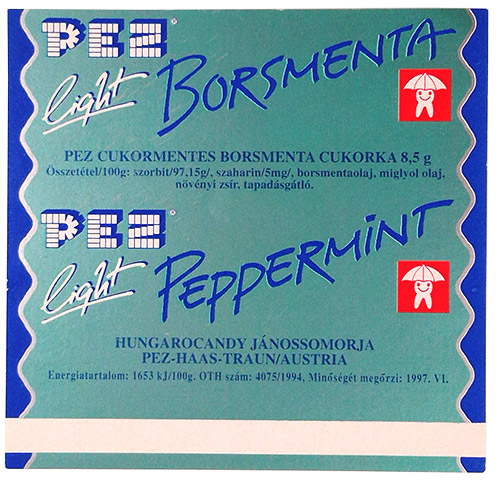 PEZ®
light BORSMENTA
PEZ CUKORMENTES BORSMENTA CUKORKA 8,5 g
Összetétel/100g: szorbit/97.15g/, szaharin/5mg/, borsmentaolaj, miglyol olaj,
növényi zsír, tapadásgátló.
PEZ®
light PEPPERMINT
HUNGAROCANDY JÁNOSSOMORJA
PEZ-HAAS-TRAUN/AUSTRIA
Energiatartalom: 1653 kJ/100g. OTH szám: 4075/1994. Minőségét megőrzi: 1997. VI.